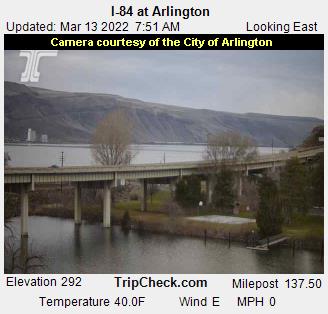 I-84 at Arlington
Updated: Mar 13 2022 7:51 AM Looking East
Camera courtesy of the City of Arlington
Elevation 292 TripCheck.com Milepost 137.50
Temperature 40.0F Wind E MPH 0